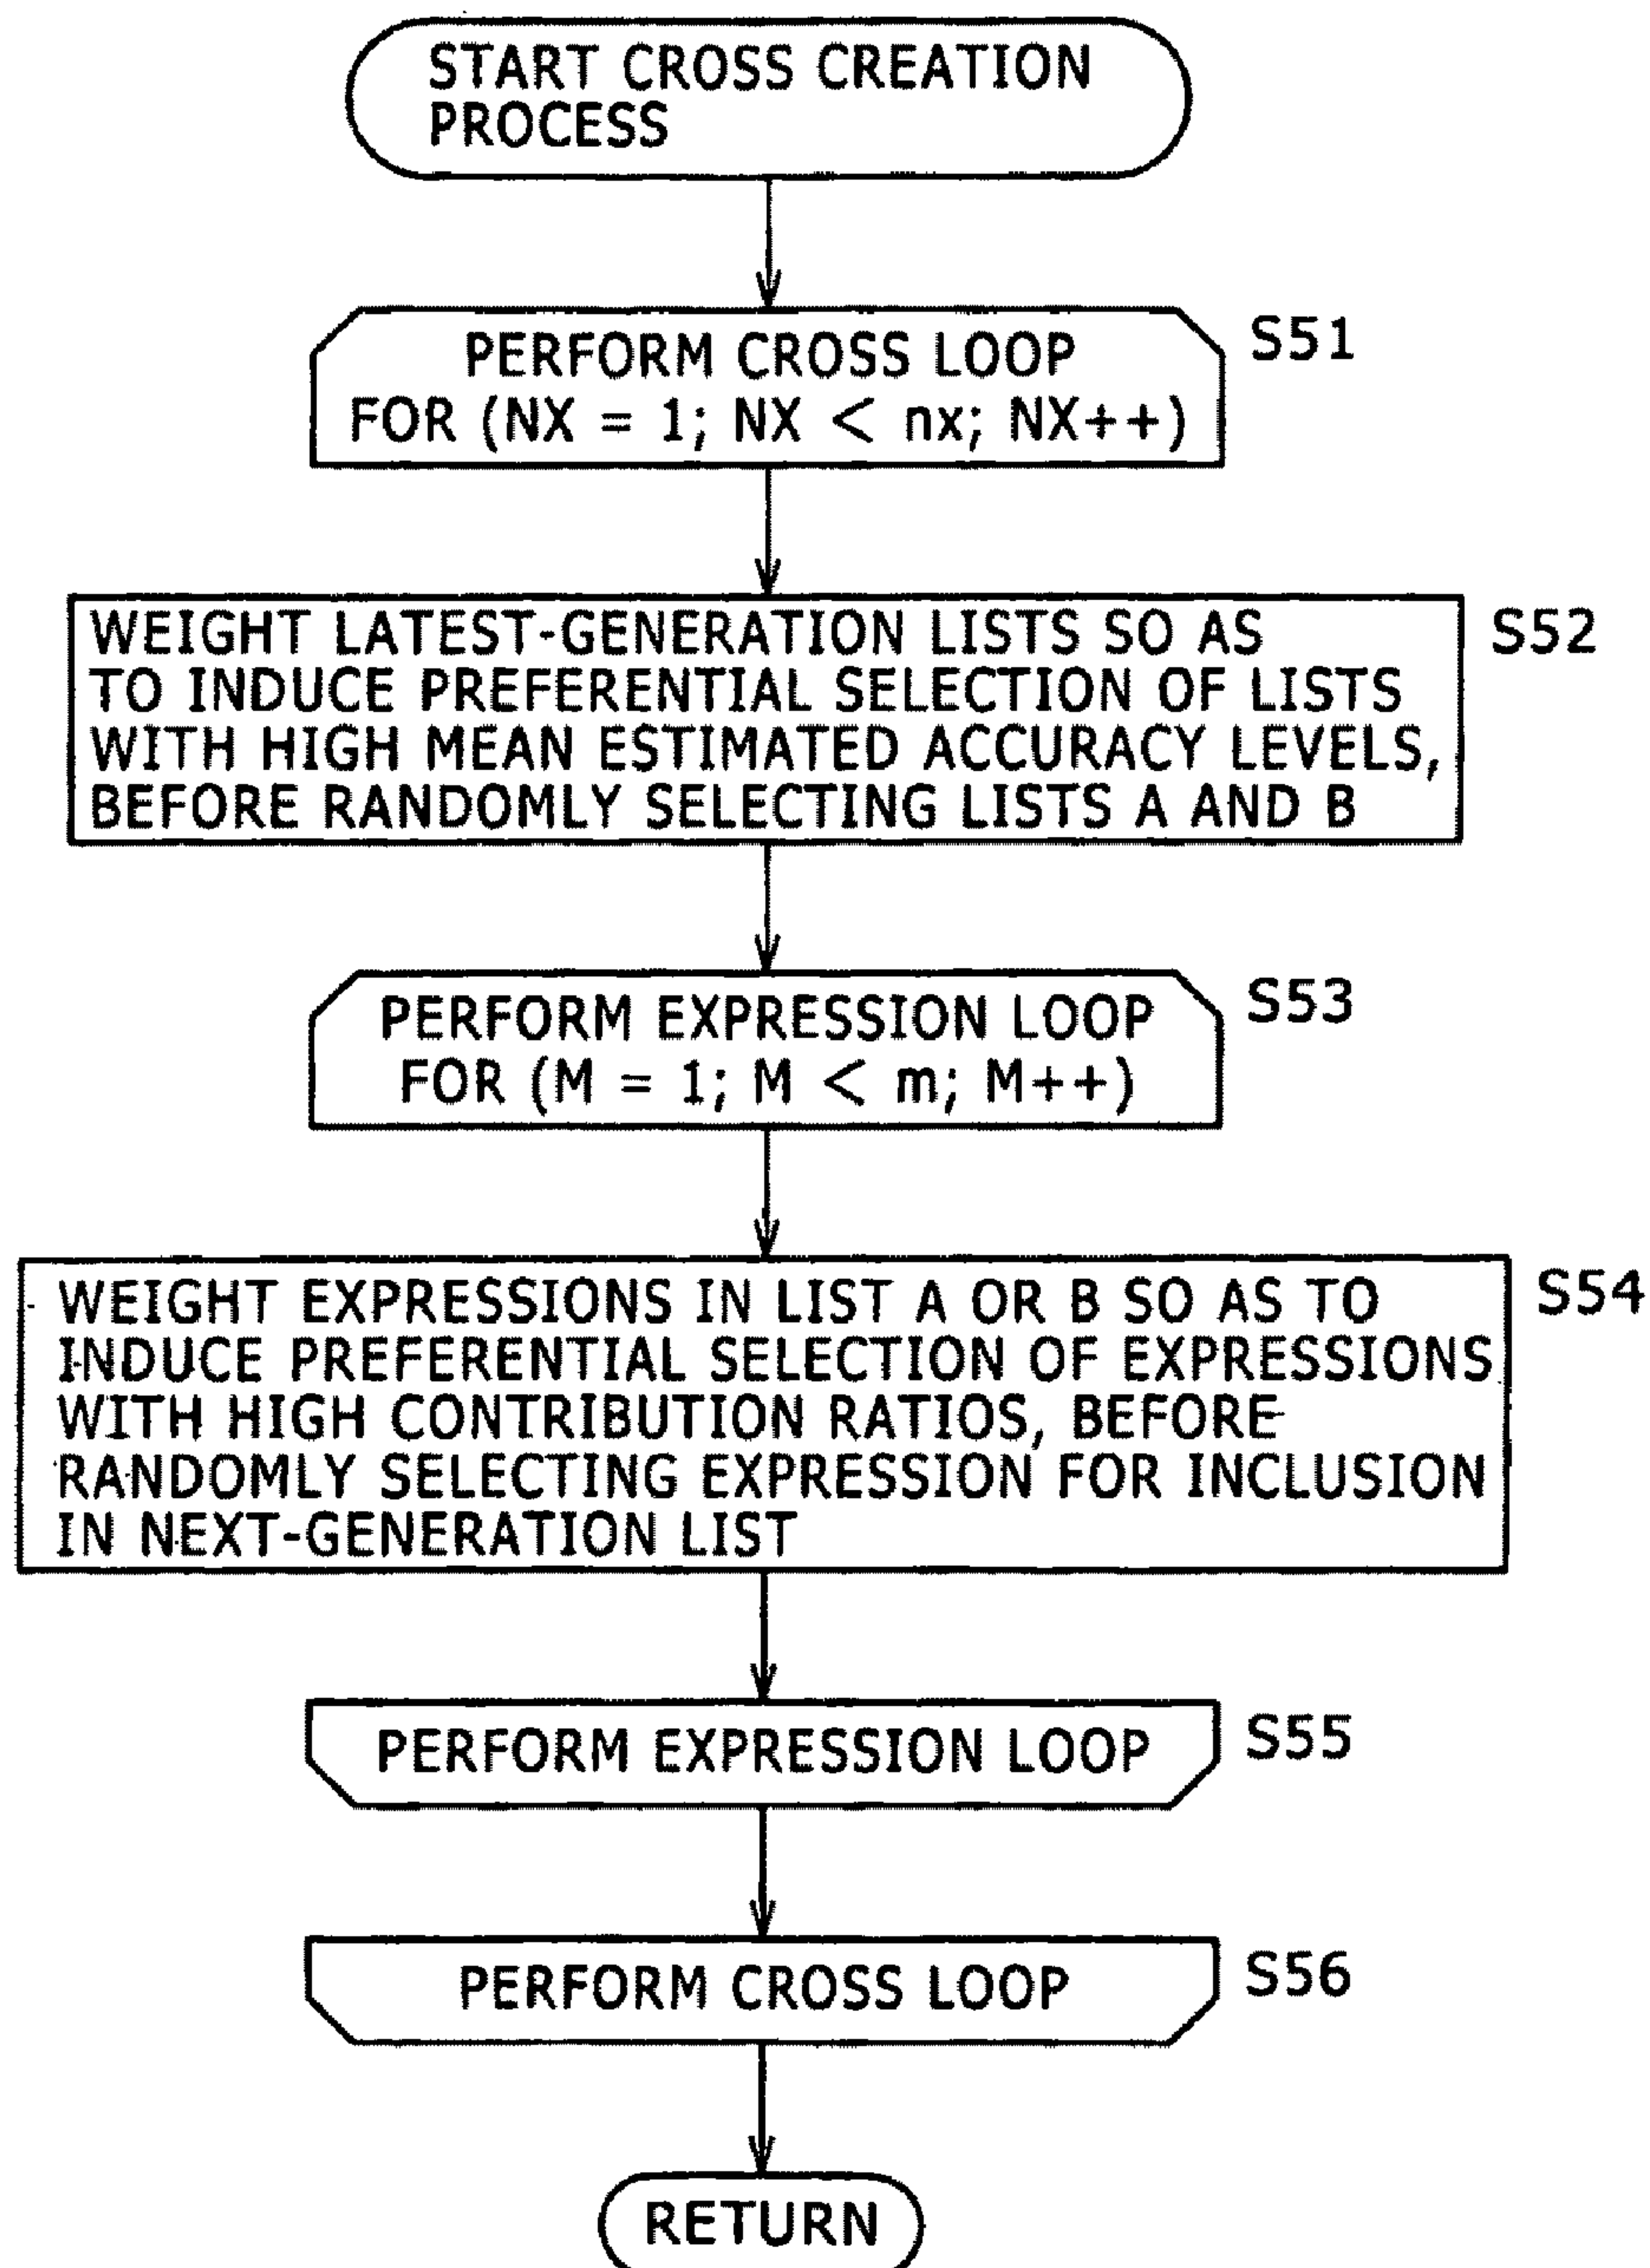 START CROSS CREATION
PROCESS
PERFORM CROSS LOOP
FOR (NX = 1; NX < nx; NX++)
S51
WEIGHT LATEST-GENERATION LISTS SO AS
TO INDUCE PREFERENTIAL SELECTION OF LISTS
WITH HIGH MEAN ESTIMATED ACCURACY LEVELS,
BEFORE RANDOMLY SELECTING LISTS A AND B
S52
PERFORM EXPRESSION LOOP
FOR (M = 1; M < m; M++)
S53
WEIGHT EXPRESSIONS IN LIST A OR B SO AS TO
INDUCE PREFERENTIAL SELECTION OF EXPRESSIONS
WITH HIGH CONTRIBUTION RATIOS, BEFORE
RANDOMLY SELECTING EXPRESSION FOR INCLUSION
IN NEXT-GENERATION LIST
S54
PERFORM EXPRESSION LOOP
S55
PERFORM CROSS LOOP
S56
RETURN